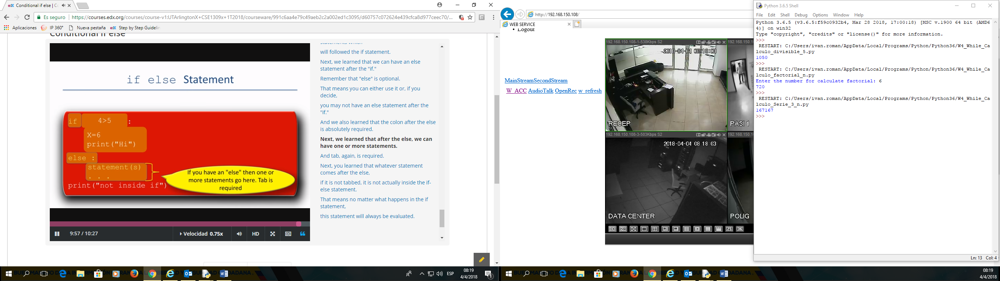 Conditional if else | Co
Es seguro | https://courses.edx.org/courses/course-v1:UTArlingtonX+CSE1309x+1T2018/courseware/991c6aa4e79c49aeb2c2a002ed1c3095/d60757c072624e439cfca8d977ceec70/...
Aplicaciones IP 360° Nueva pestaña edX Step by Step Guidelin
Conditional if else
if else Statement
if 4>5 :
X=6
print("Hi")
else :
statement(s)
. . .
print("not inside if")
If you have an "else" then one or
more statements go here. Tab is
required
9:57 / 10:27 Velocidad 0.75x HD CC
statements which
will followed the if statement.
Next, we learned that we can have an else
statement after the "if."
Remember that "else" is optional.
That means you can either use it or, if you
decide,
you may not have an else statement after the
"if."
And we also learned that the colon after the else
is absolutely required.
Next, we learned that after the else, we can
have one or more statements.
And tab, again, is required.
Next, you learned that whatever statement
comes after the else,
if it is not tabbed, it is not actually inside the if-
else statement.
That means no matter what happens in the if
statement,
this statement will always be evaluated.
ESP
08:19
4/4/2018
http://192.168.150.108/
WEB SERVICE
• Logout
MainStreamSecondStream
W_ACC AudioTalk OpenRec w_refresh
192.168.150.108-1-538Kbps S2
2018-04-04 08:18:03
RECEP
192.168.150.1
PASI 1
192.168.150.108-3-503Kbps S2
2018-04-04 08:18:03
DATA CENTER
192.168.150.1
POLIG
HD 25 36
Python 3.6.5 Shell
File Edit Shell Debug Options Window Help
Python 3.6.5 (v3.6.5:f59c0932b4, Mar 28 2018, 17:00:18) [MSC v.1900 64 bit (AMD6
4)] on win32
Type "copyright", "credits" or "license()" for more information.
>>>
RESTART: C:/Users/ivan.roman/AppData/Local/Programs/Python/Python36/W4_While_Ca
lculo_divisible_5.py
1050
>>>
RESTART: C:/Users/ivan.roman/AppData/Local/Programs/Python/Python36/W4_While_Ca
lculo_factorial_n.py
Enter the number for calculate factorial: 6
720
>>>
RESTART: C:/Users/ivan.roman/AppData/Local/Programs/Python/Python36/W4_While_Ca
lculo_Serie_3_n.py
167167
>>>
Ln: 13 Col: 4
08:19
4/4/2018